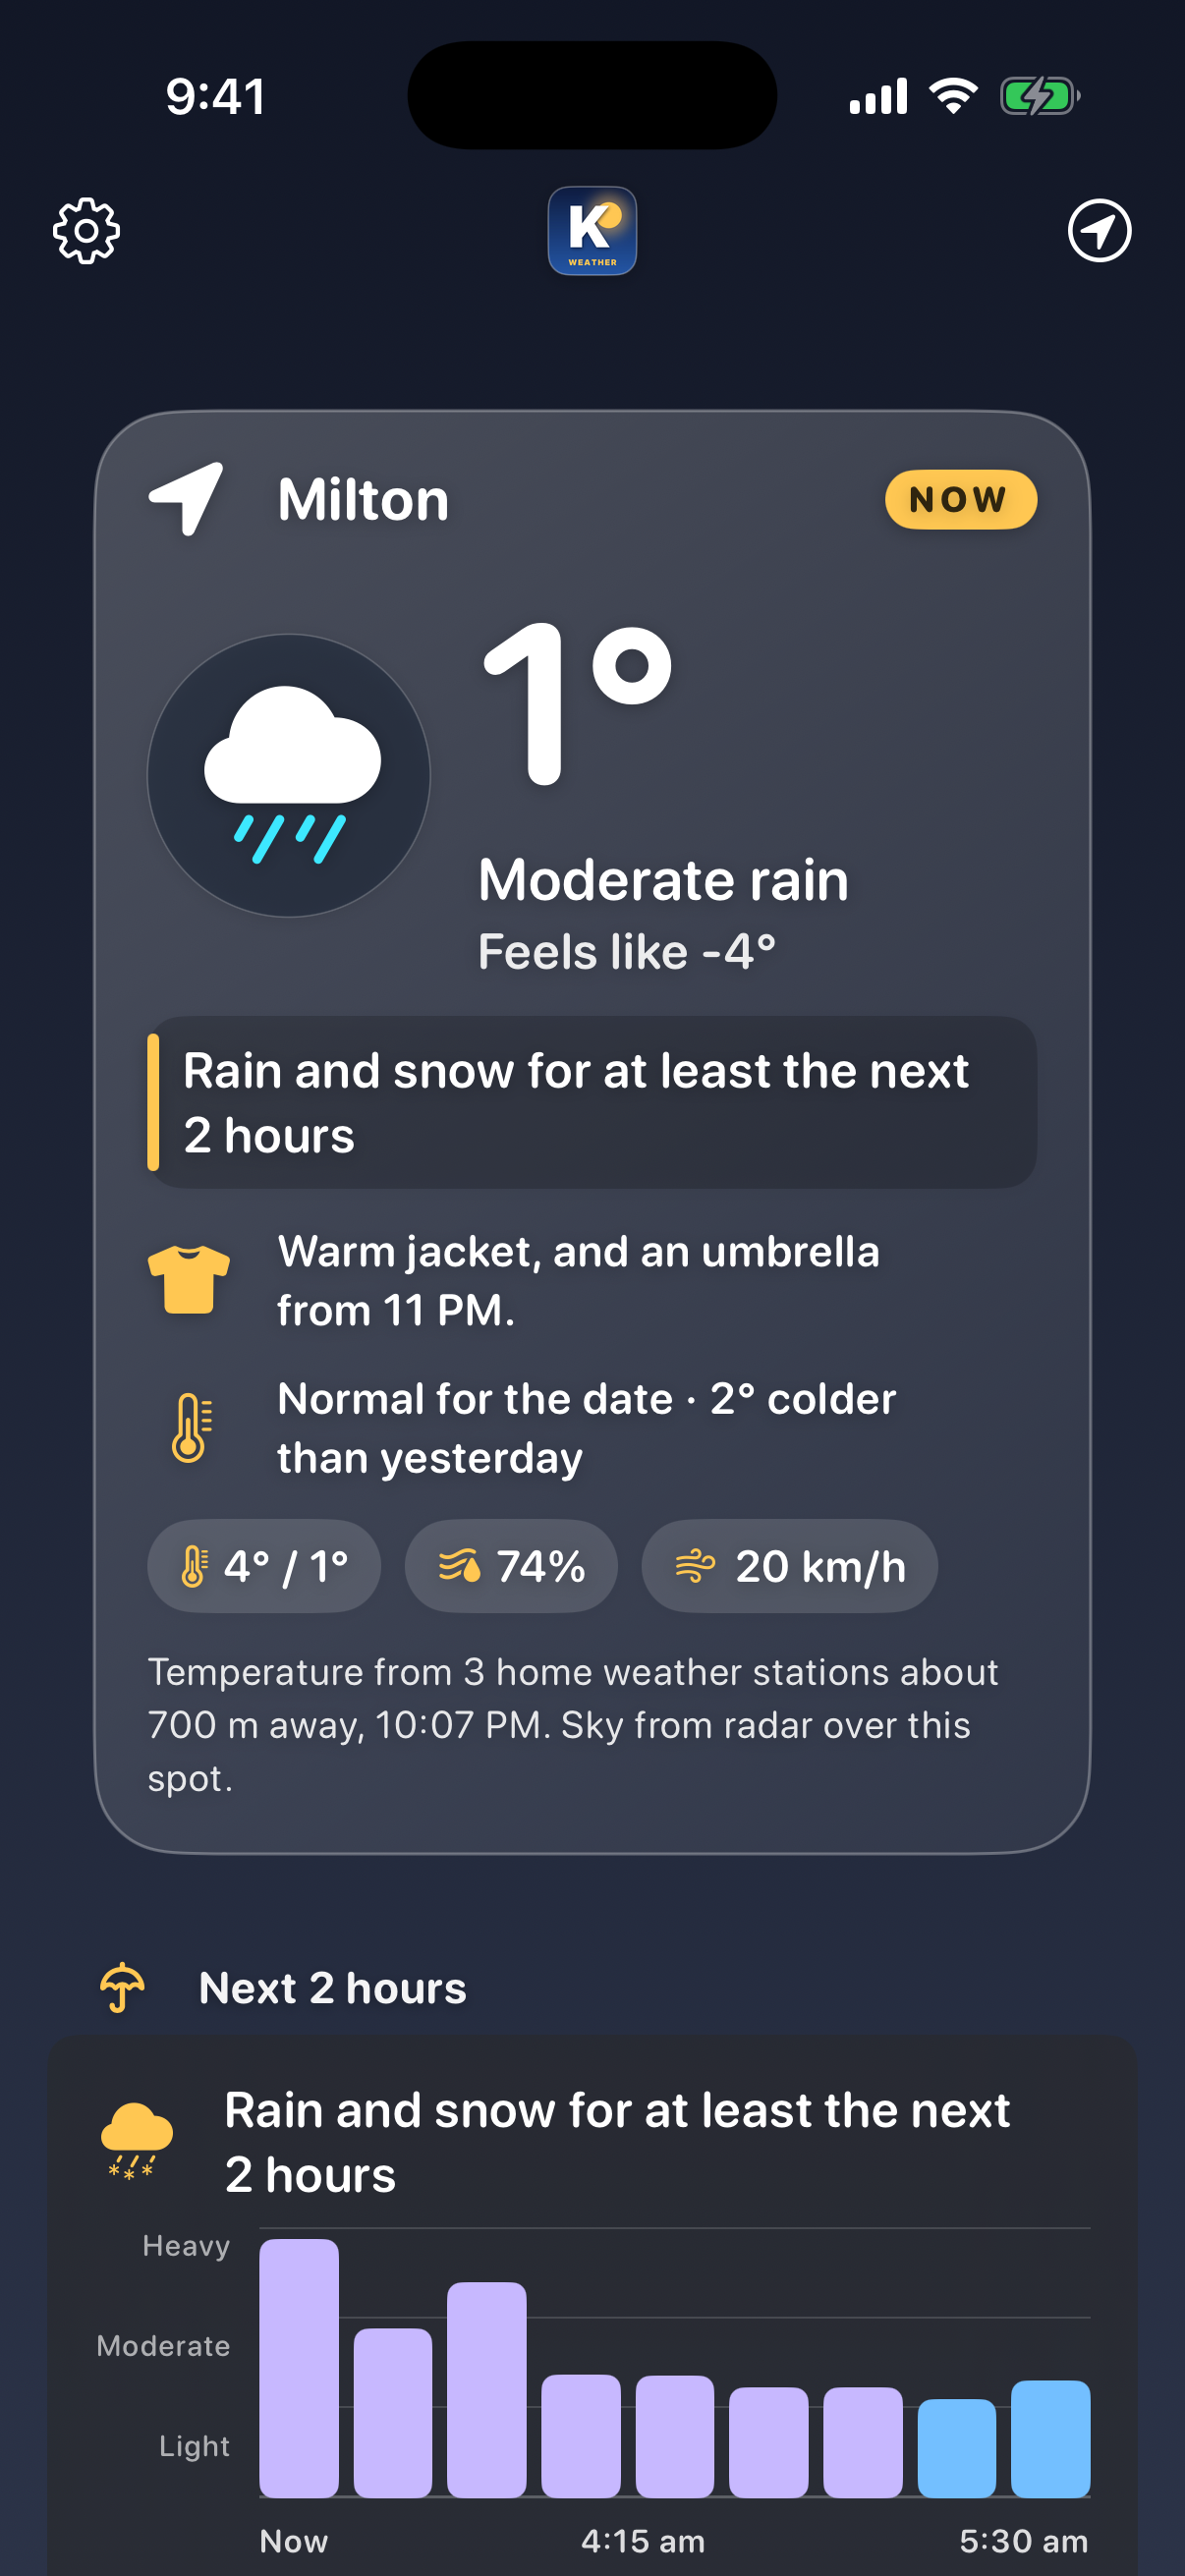 9:41
K
WEATHER
Milton
NOW
1°
Moderate rain
Feels like -4°
Rain and snow for at least the next
2 hours
Warm jacket, and an umbrella
from 11 PM.
Normal for the date · 2° colder
than yesterday
4° / 1°
74%
20 km/h
Temperature from 3 home weather stations about
700 m away, 10:07 PM. Sky from radar over this
spot.
Next 2 hours
Rain and snow for at least the next
2 hours
Heavy
Moderate
Light
Now
4:15 am
5:30 am